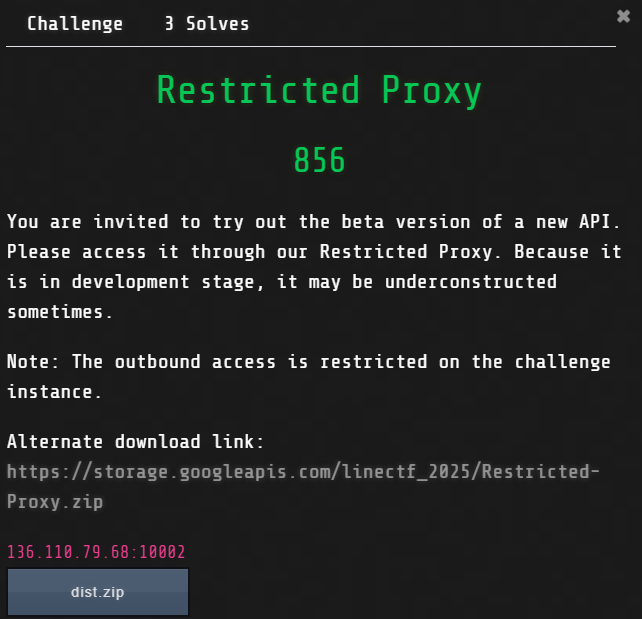 Challenge 3 Solves
Restricted Proxy
856
You are invited to try out the beta version of a new API.
Please access it through our Restricted Proxy. Because it
is in development stage, it may be underconstructed
sometimes.
Note: The outbound access is restricted on the challenge
instance.
Alternate download link:
https://storage.googleapis.com/linectf_2025/Restricted-
Proxy.zip
136.110.79.68:10002
dist.zip